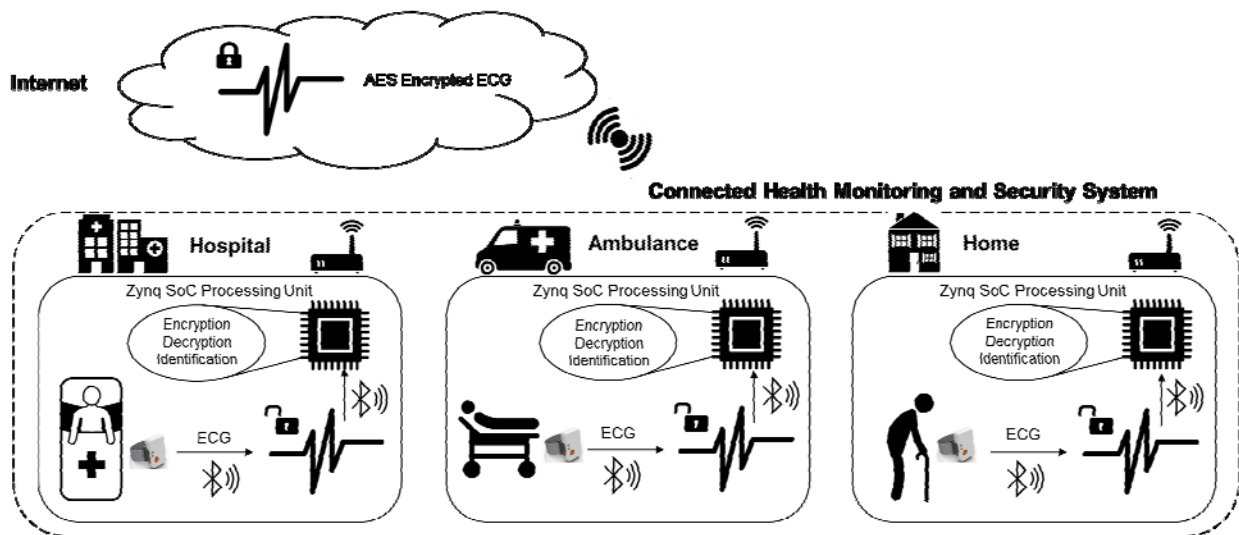 Internet
AES Encrypted ECG
Connected Health Monitoring and Security System
Hospital
Zynq SoC Processing Unit
Encryption
Decryption
Identification
ECG
Ambulance
Zynq SoC Processing Unit
Encryption
Decryption
Identification
ECG
Home
Zynq SoC Processing Unit
Encryption
Decryption
Identification
ECG